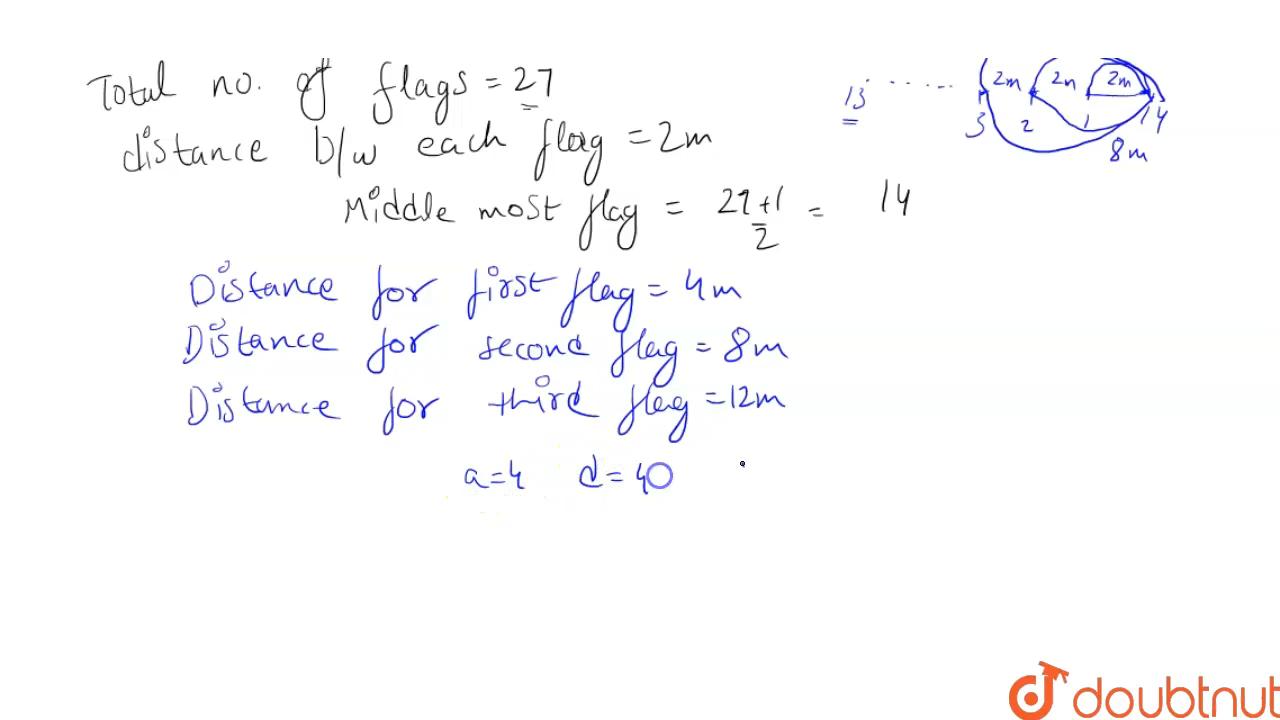 Total no. of flags = 27
distance b/w each flag = 2m
Middle most flag = 27+1/2 = 14
Distance for first flag = 4m
Distance for second flag = 8m
Distance for third flag = 12m
a=4 d=4
2m 2m 2m
13 ...... 3 2 1 14
8m
doubtnut